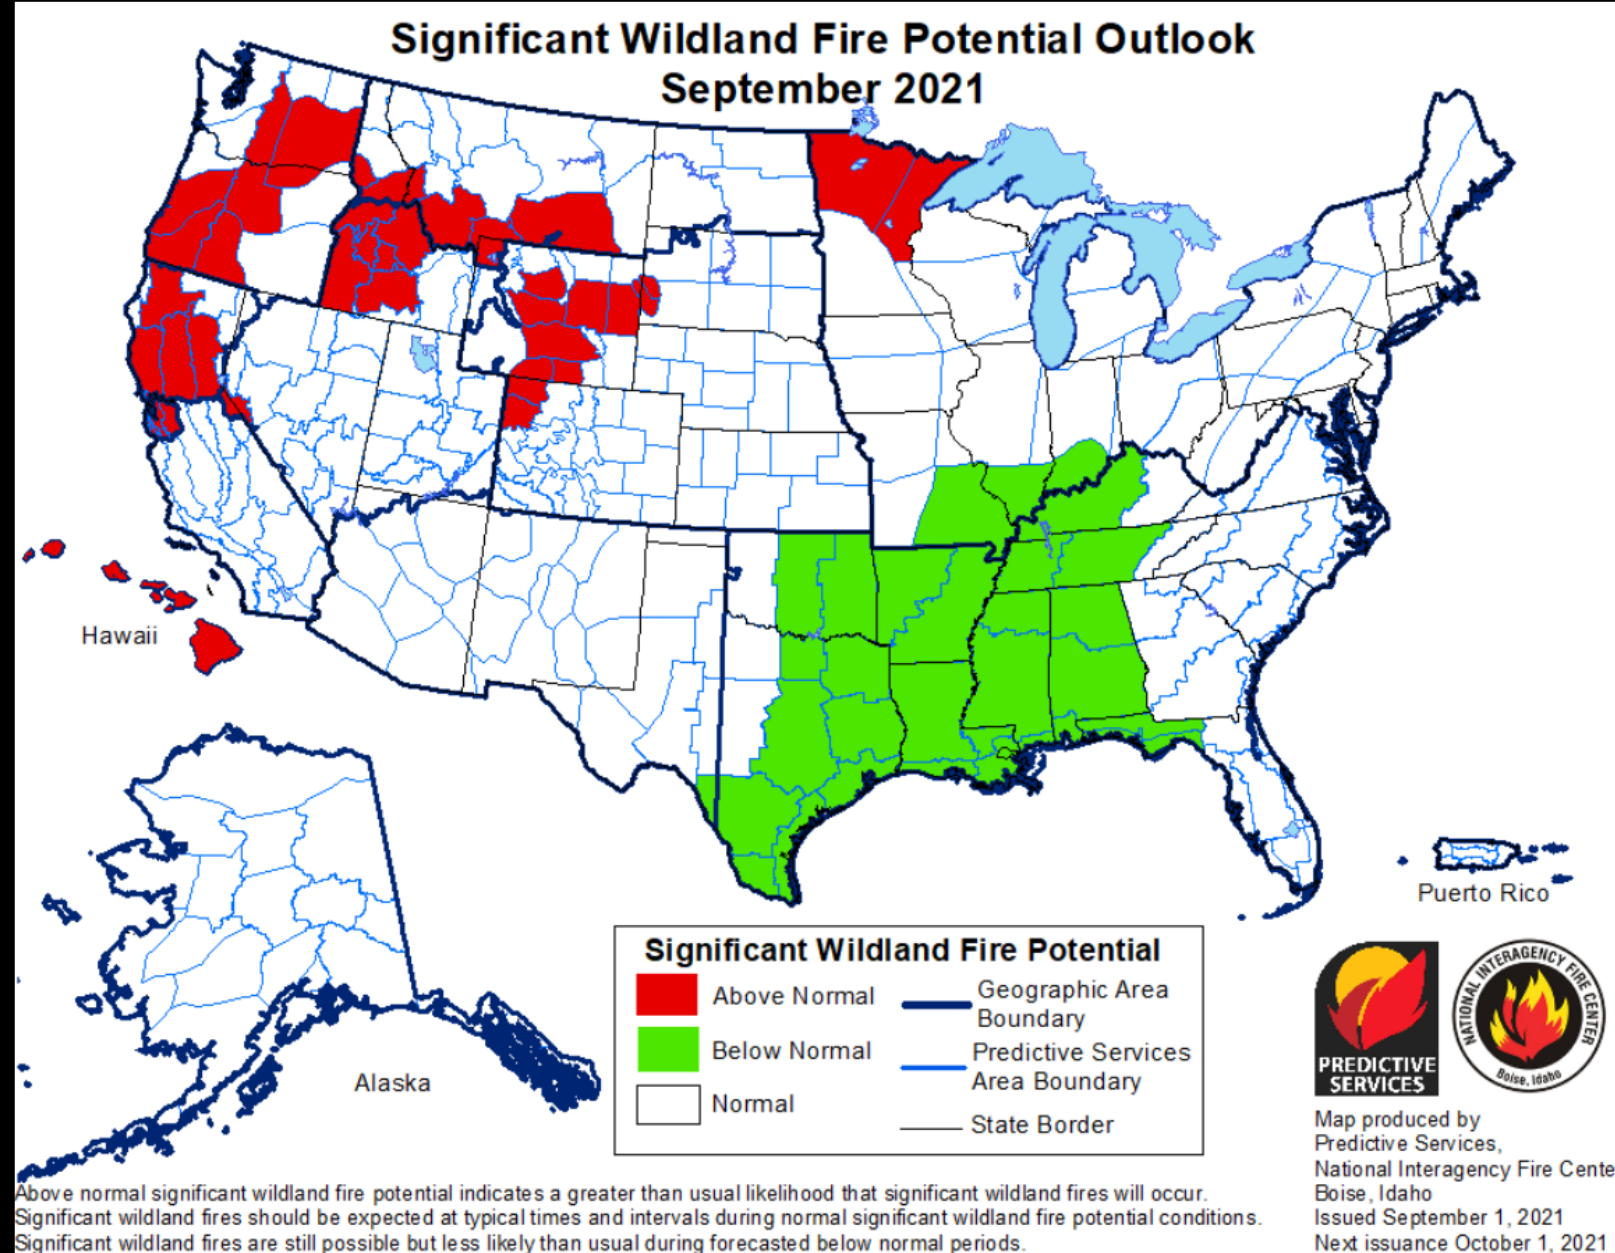 Significant Wildland Fire Potential Outlook
September 2021
Hawaii
Alaska
Puerto Rico
Significant Wildland Fire Potential
Above Normal
Below Normal
Normal
Geographic Area
Boundary
Predictive Services
Area Boundary
State Border
PREDICTIVE
SERVICES
NATIONAL INTERAGENCY FIRE CENTER
Boise, Idaho
Map produced by
Predictive Services,
National Interagency Fire Cente
Boise, Idaho
Issued September 1, 2021
Next issuance October 1, 2021
Above normal significant wildland fire potential indicates a greater than usual likelihood that significant wildland fires will occur.
Significant wildland fires should be expected at typical times and intervals during normal significant wildland fire potential conditions.
Significant wildland fires are still possible but less likely than usual during forecasted below normal periods.